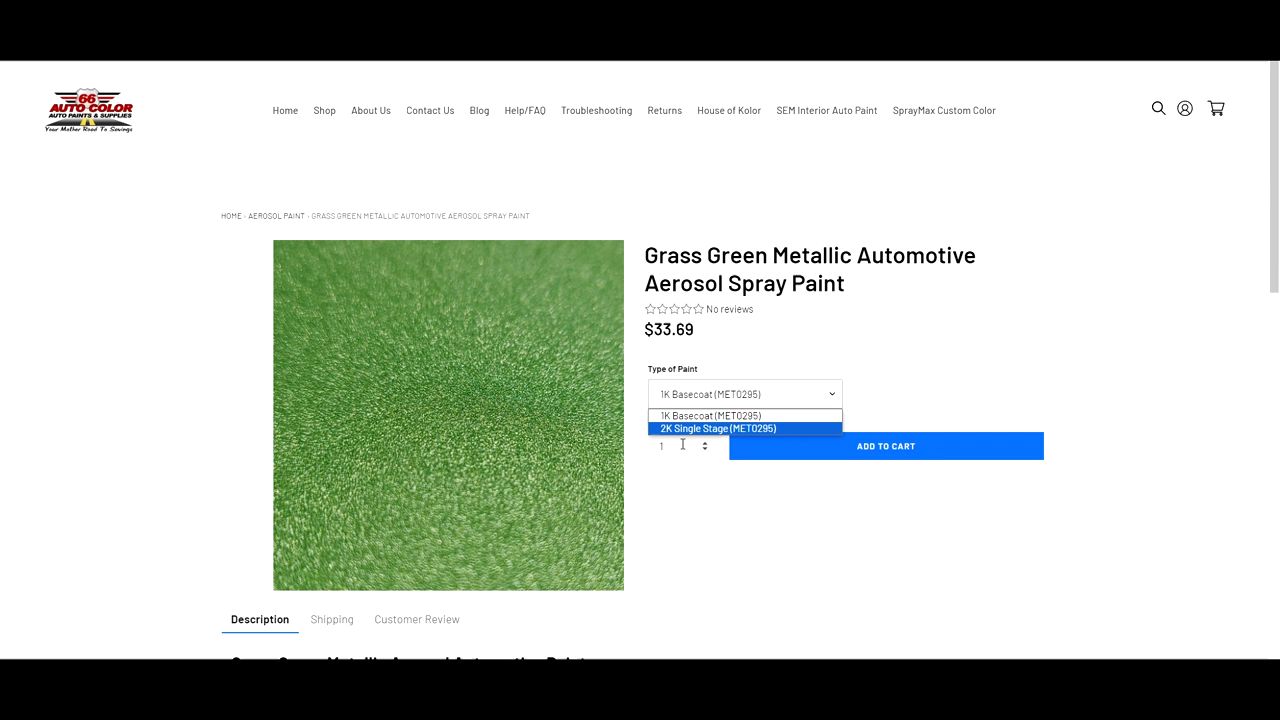 66
AUTO COLOR
AUTO PAINTS & SUPPLIES
Your Mother Road To Savings
Home Shop About Us Contact Us Blog Help/FAQ Troubleshooting Returns House of Kolor SEM Interior Auto Paint SprayMax Custom Color
HOME › AEROSOL PAINT › GRASS GREEN METALLIC AUTOMOTIVE AEROSOL SPRAY PAINT
Grass Green Metallic Automotive
Aerosol Spray Paint
No reviews
$33.69
Type of Paint
1K Basecoat (MET0295)
1K Basecoat (MET0295)
2K Single Stage (MET0295)
1
ADD TO CART
Description Shipping Customer Review